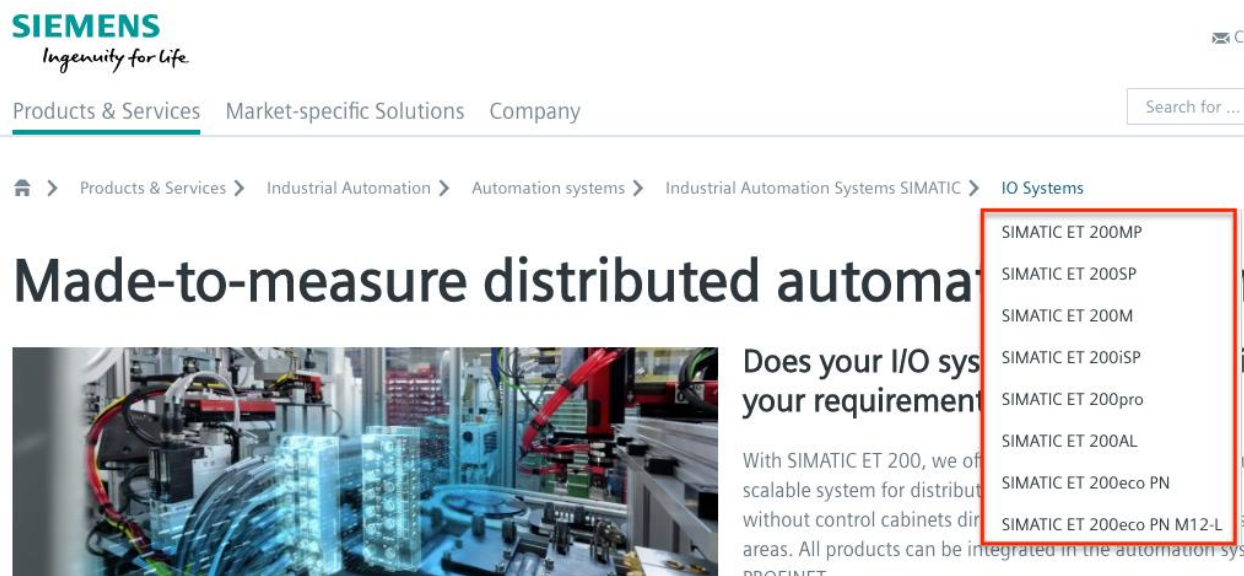 SIEMENS
Ingenuity for life
Products & Services Market-specific Solutions Company
Search for ...
Products & Services Industrial Automation Automation systems Industrial Automation Systems SIMATIC IO Systems
SIMATIC ET 200MP
SIMATIC ET 200SP
SIMATIC ET 200M
SIMATIC ET 200iSP
SIMATIC ET 200pro
SIMATIC ET 200AL
SIMATIC ET 200eco PN
SIMATIC ET 200eco PN M12-L
Made-to-measure distributed automa
Does your I/O sys
your requirement
With SIMATIC ET 200, we of
scalable system for distribut
without control cabinets dir
areas. All products can be integrated in the automation sys
PROFINET